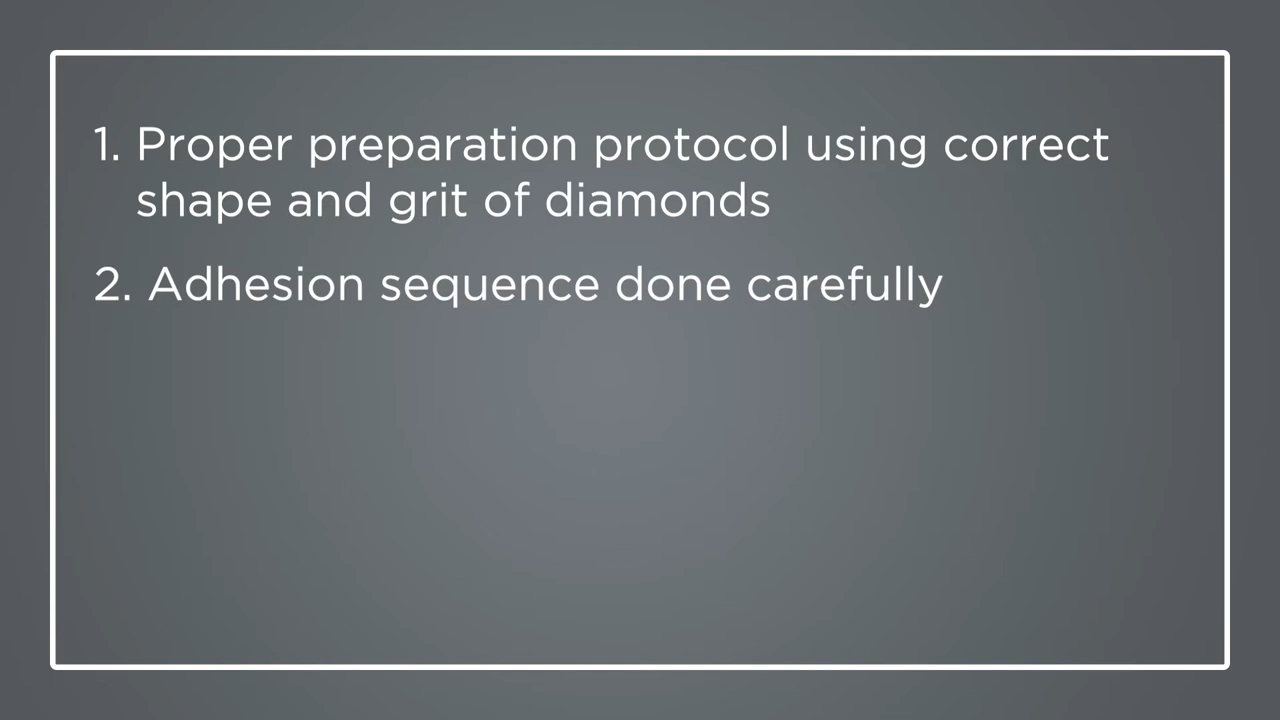 1. Proper preparation protocol using correct
shape and grit of diamonds
2. Adhesion sequence done carefully